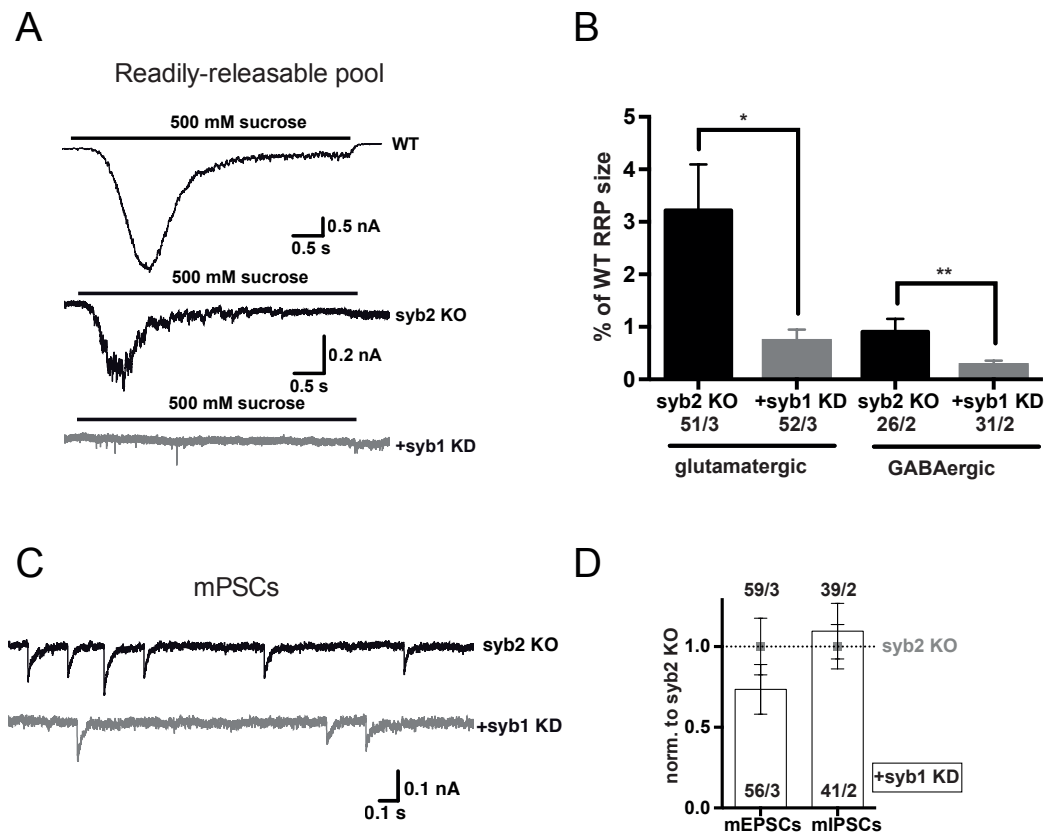 A
Readily-releasable pool
500 mM sucrose
WT
0.5 nA
0.5 s
500 mM sucrose
syb2 KO
0.2 nA
0.5 s
500 mM sucrose
+syb1 KD
B
% of WT RRP size
5
4
3
2
1
0
*
**
syb2 KO +syb1 KD syb2 KO +syb1 KD
51/3 52/3 26/2 31/2
glutamatergic GABAergic
C
mPSCs
syb2 KO
+syb1 KD
0.1 nA
0.1 s
D
norm. to syb2 KO
59/3 39/2
1.0
syb2 KO
0.5
+syb1 KD
56/3 41/2
0.0
mEPSCs mIPSCs